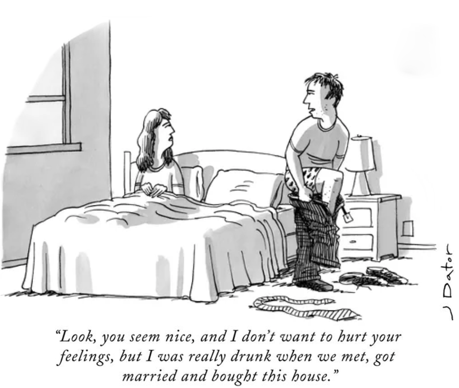 J Dator
“Look, you seem nice, and I don’t want to hurt your
feelings, but I was really drunk when we met, got
married and bought this house.”